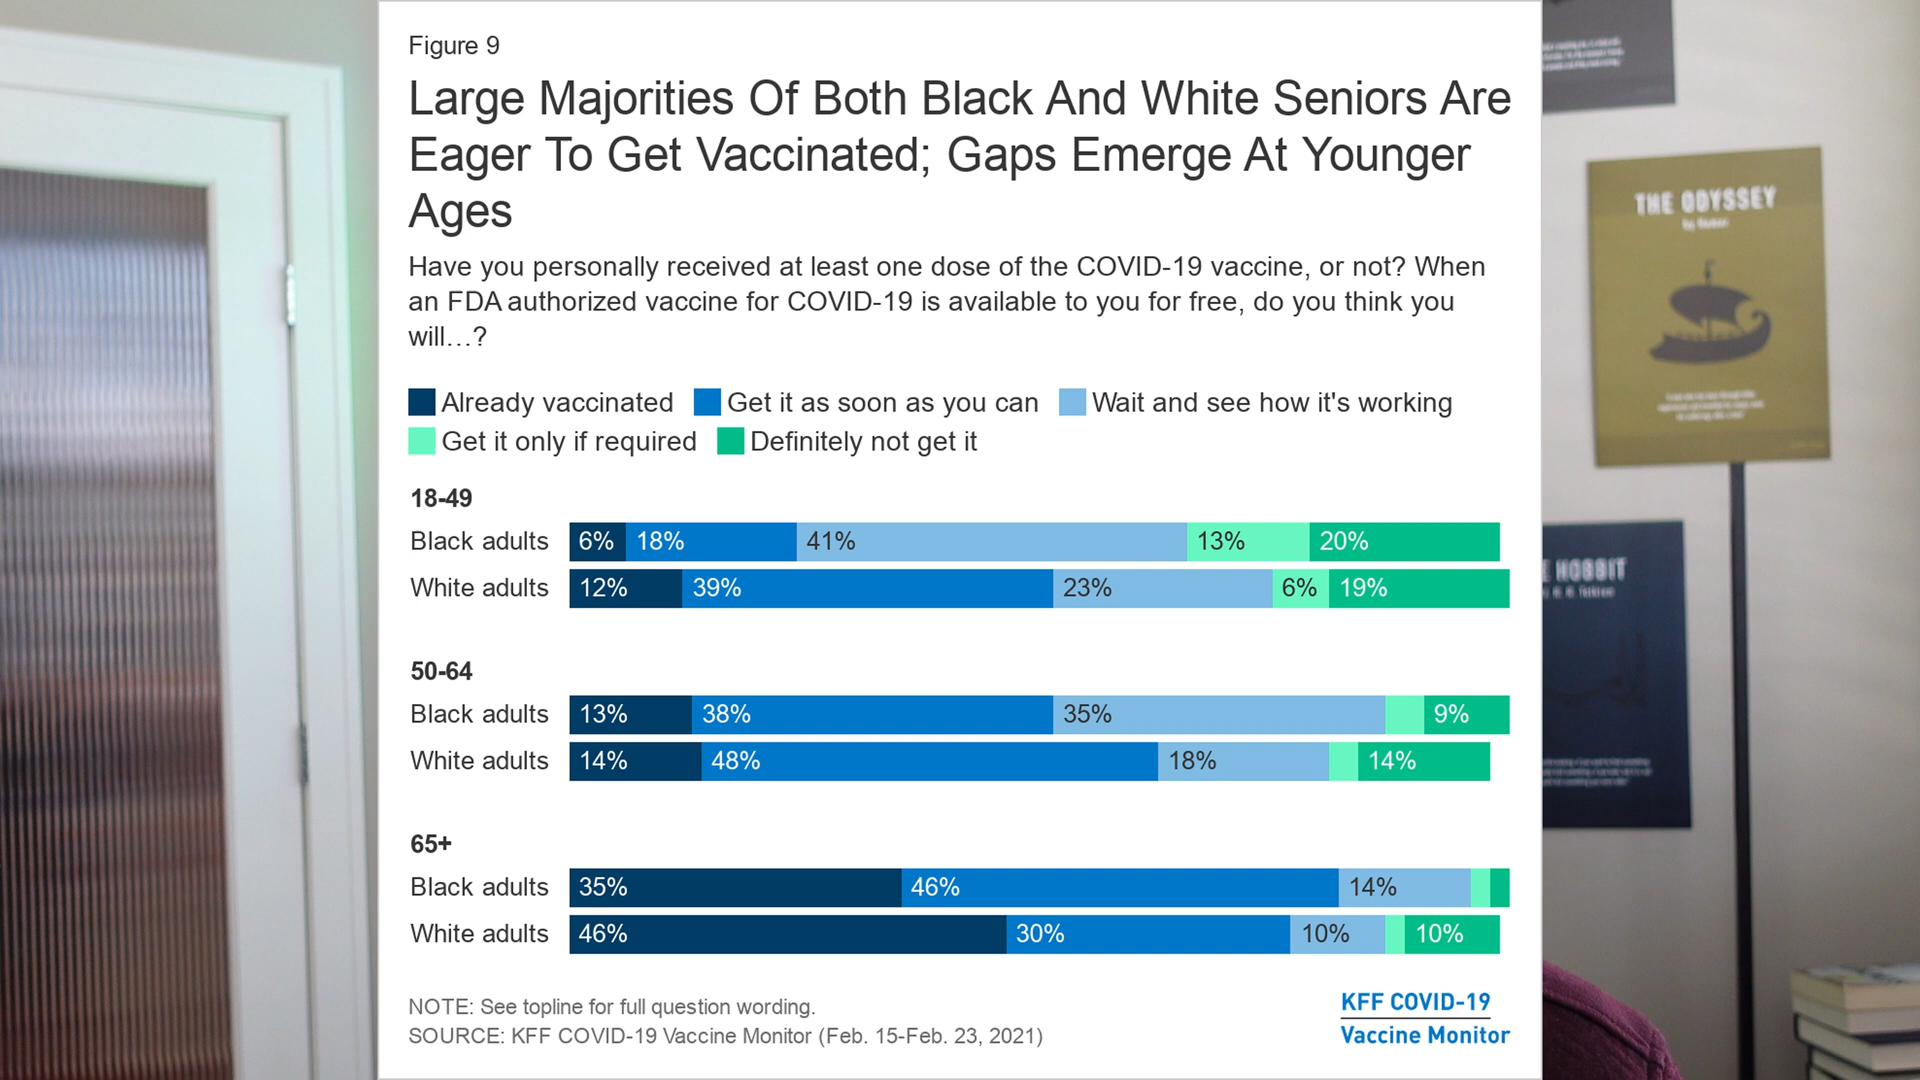 Figure 9
Large Majorities Of Both Black And White Seniors Are
Eager To Get Vaccinated; Gaps Emerge At Younger
Ages
Have you personally received at least one dose of the COVID-19 vaccine, or not? When
an FDA authorized vaccine for COVID-19 is available to you for free, do you think you
will…?
Already vaccinated Get it as soon as you can Wait and see how it's working
Get it only if required Definitely not get it
18-49
Black adults 6% 18% 41% 13% 20%
White adults 12% 39% 23% 6% 19%
50-64
Black adults 13% 38% 35% 9%
White adults 14% 48% 18% 14%
65+
Black adults 35% 46% 14%
White adults 46% 30% 10% 10%
NOTE: See topline for full question wording.
SOURCE: KFF COVID-19 Vaccine Monitor (Feb. 15-Feb. 23, 2021)
KFF COVID-19
Vaccine Monitor
THE ODYSSEY
by Homer
HOBBIT